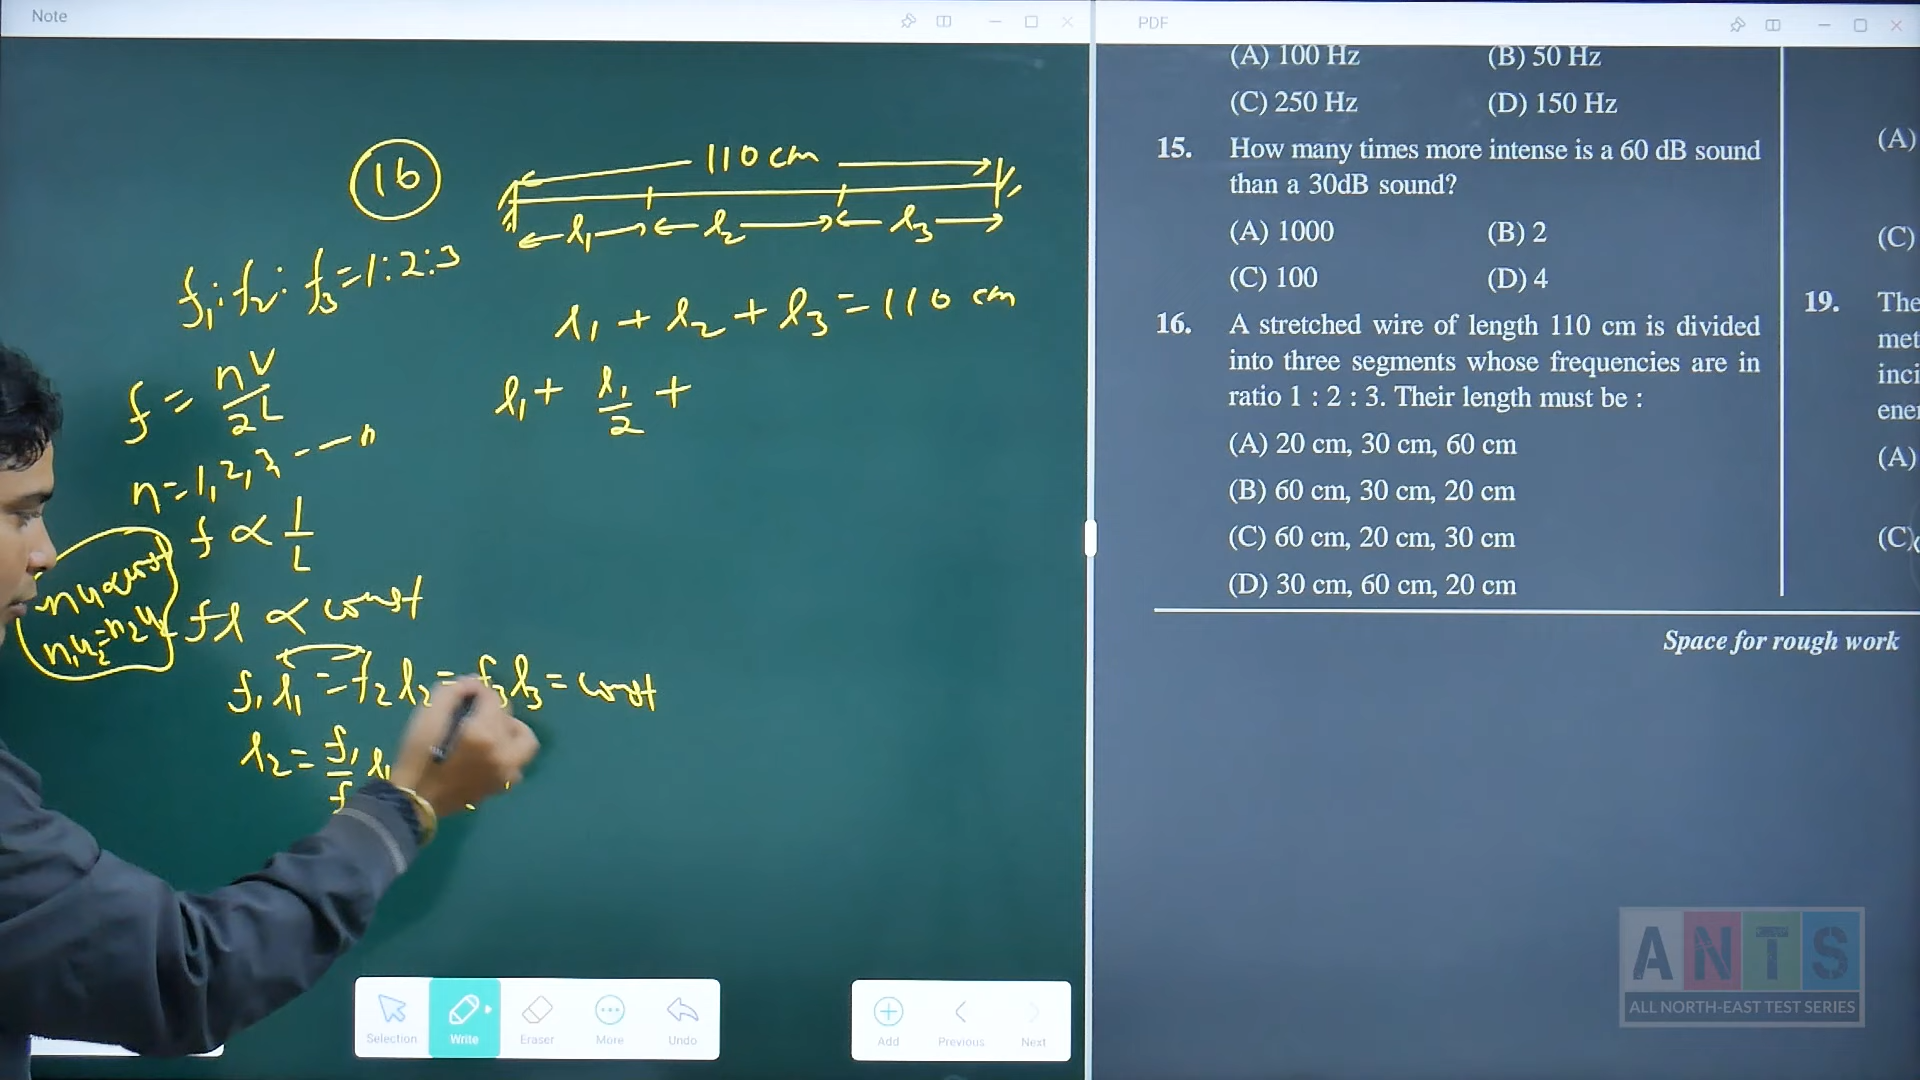 Note
16
110 cm
l1 l2 l3
f1 : f2 : f3 = 1 : 2 : 3
l1 + l2 + l3 = 110 cm
f = nV/2L
l1 + l1/2 +
n = 1, 2, 3, --- n
f ∝ 1/L
fl ∝ const
f1 l1 = f2 l2 = f3 l3 = const
l2 = f1/f l1
Selection
Write
Eraser
More
Undo
Add
Previous
Next
PDF
(A) 100 Hz (B) 50 Hz
(C) 250 Hz (D) 150 Hz
15. How many times more intense is a 60 dB sound
than a 30dB sound?
(A) 1000 (B) 2
(C) 100 (D) 4
16. A stretched wire of length 110 cm is divided
into three segments whose frequencies are in
ratio 1 : 2 : 3. Their length must be :
(A) 20 cm, 30 cm, 60 cm
(B) 60 cm, 30 cm, 20 cm
(C) 60 cm, 20 cm, 30 cm
(D) 30 cm, 60 cm, 20 cm
Space for rough work
(A)
(C)
19. The
met
inci
ener
(A)
(C)
ANTS
ALL NORTH-EAST TEST SERIES